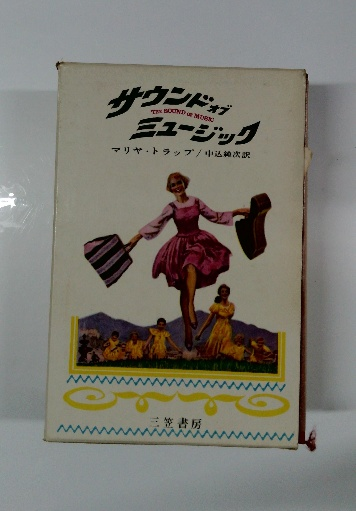 サウンド・オブ
THE SOUND OF MUSIC
ミュージック
マリヤ・トラップ/中込純次訳
三笠書房